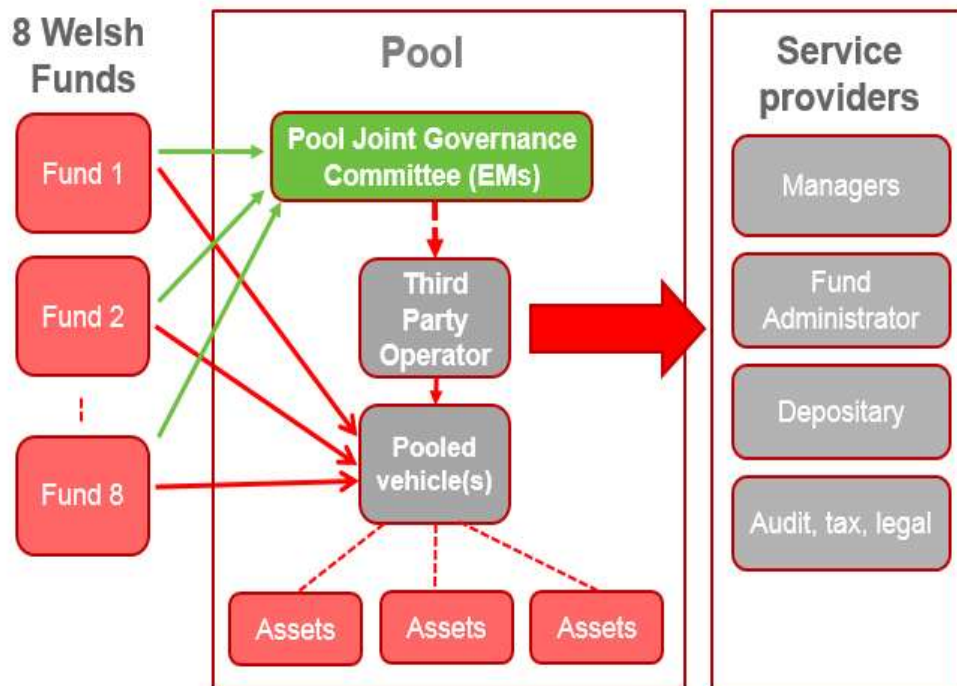 8 Welsh
Funds
Fund 1
Fund 2
Fund 8
Pool
Pool Joint Governance
Committee (EMs)
Third
Party
Operator
Pooled
vehicle(s)
Assets
Assets
Assets
Service
providers
Managers
Fund
Administrator
Depositary
Audit, tax, legal